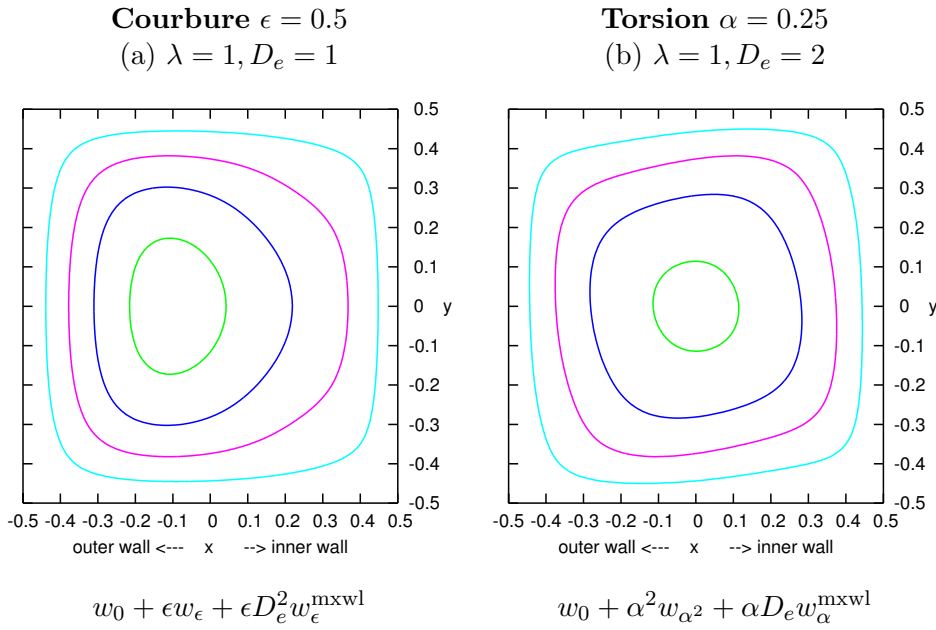 Courbure ϵ = 0.5
(a) λ = 1, D_e = 1
0.5
0.4
0.3
0.2
0.1
0
0.1
0.2
0.3
0.4
0.5
y
-0.5 -0.4 -0.3 -0.2 -0.1 0 0.1 0.2 0.3 0.4 0.5
outer wall <--- x --> inner wall
w_0 + ϵw_ϵ + ϵD_e^2 w_ϵ^mxwl
Torsion α = 0.25
(b) λ = 1, D_e = 2
0.5
0.4
0.3
0.2
0.1
0
0.1
0.2
0.3
0.4
0.5
y
-0.5 -0.4 -0.3 -0.2 -0.1 0 0.1 0.2 0.3 0.4 0.5
outer wall <--- x --> inner wall
w_0 + α^2 w_α^2 + αD_e w_α^mxwl